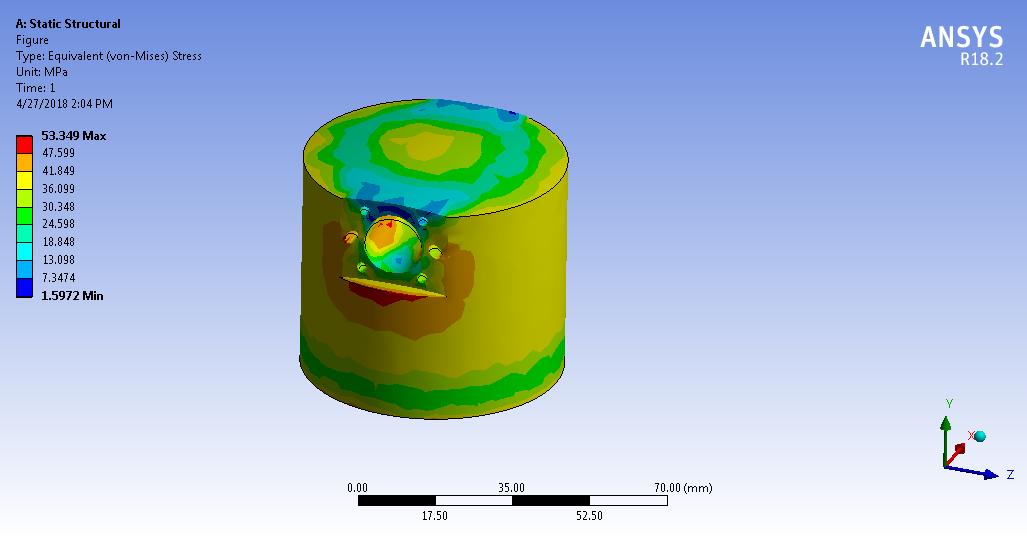 A: Static Structural
Figure
Type: Equivalent (von-Mises) Stress
Unit: MPa
Time: 1
4/27/2018 2:04 PM
ANSYS
R18.2
53.349 Max
47.599
41.849
36.099
30.348
24.598
18.848
13.098
7.3474
1.5972 Min
Y
X
Z
0.00 35.00 70.00 (mm)
17.50 52.50